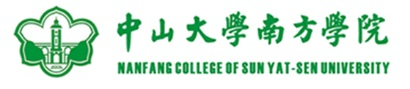 中山大學南方學院
NANFANG COLLEGE OF SUN YAT-SEN UNIVERSITY